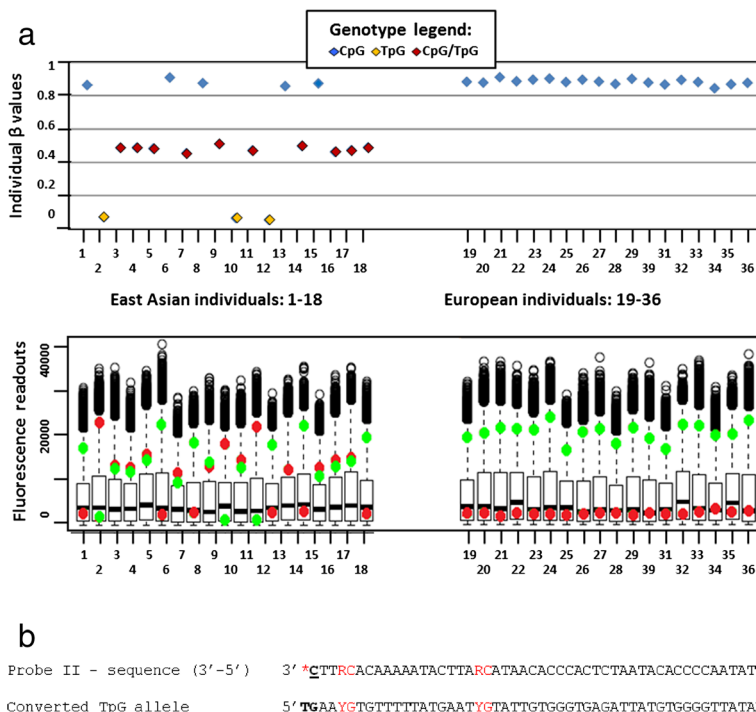 a
Genotype legend:
CpG TpG CpG/TpG
Individual β values
1
0.8
0.6
0.4
0.2
0
1 3 5 7 9 11 13 15 17 19 21 23 25 27 29 31 33 35
2 4 6 8 10 12 14 16 18 20 22 24 26 28 39 32 34 36
East Asian individuals: 1-18 European individuals: 19-36
Fluorescence readouts
40000
20000
0
1 3 5 7 9 11 13 15 17 19 21 23 25 27 29 31 33 35
2 4 6 8 10 12 14 16 18 20 22 24 26 28 39 32 34 36
b
Probe II - sequence (3'-5') 3' *CTTRCACAAAAATACTTARCATAACACCCACTCTAATACACCCCAATAT
Converted TpG allele 5' TGAAYGTGTTTTTATGAATYGTATTGTGGGTGAGATTATGTGGGGTTATA